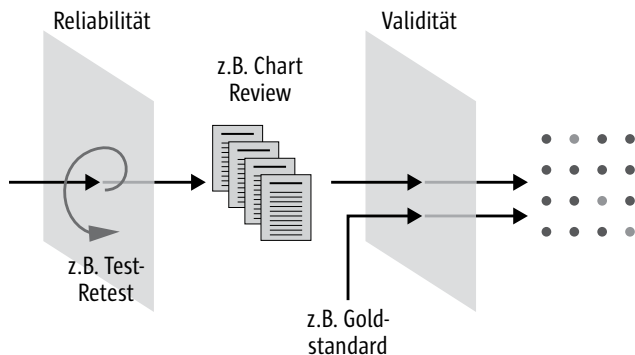 Reliabilität
Validität
z.B. Chart
Review
z.B. Test-
Retest
z.B. Gold-
standard